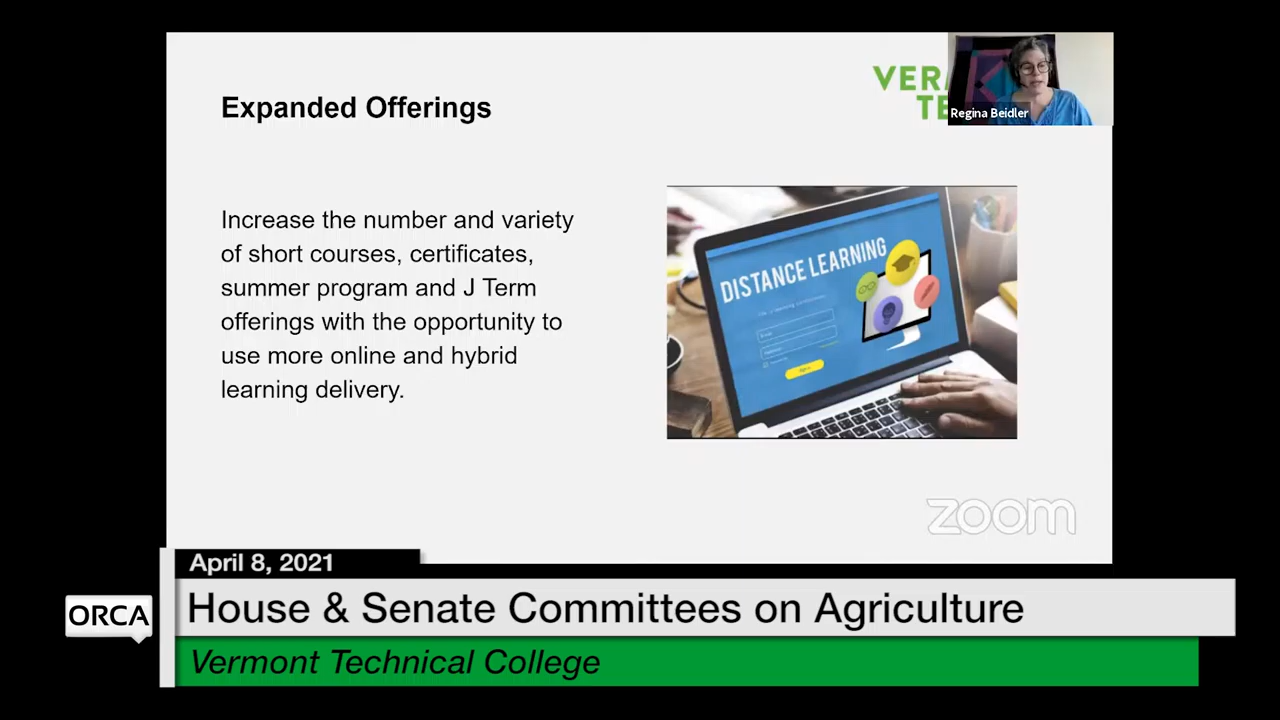 Expanded Offerings
VER
TE
Regina Beidler
Increase the number and variety
of short courses, certificates,
summer program and J Term
offerings with the opportunity to
use more online and hybrid
learning delivery.
DISTANCE LEARNING
zoom
April 8, 2021
ORCA
House & Senate Committees on Agriculture
Vermont Technical College